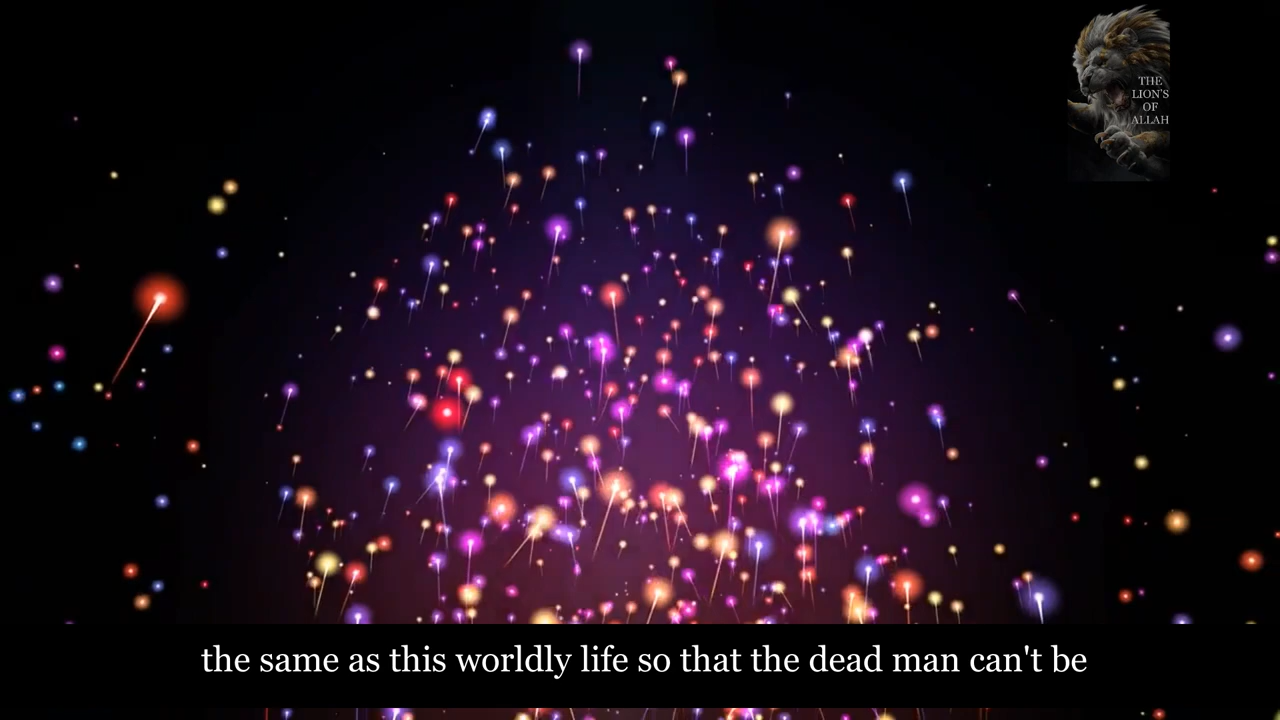 THE
LION'S
OF
ALLAH
the same as this worldly life so that the dead man can't be